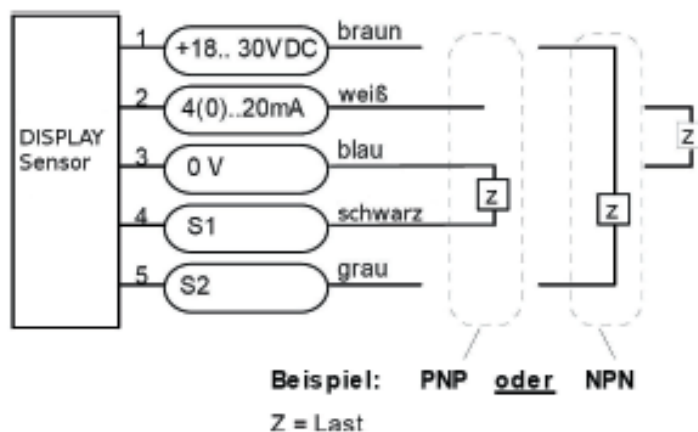 DISPLAY
Sensor
1 +18.. 30VDC braun
2 4(0)..20mA weiß
3 0 V blau
4 S1 schwarz
5 S2 grau
Z
Z
Z
Beispiel: PNP oder NPN
Z = Last